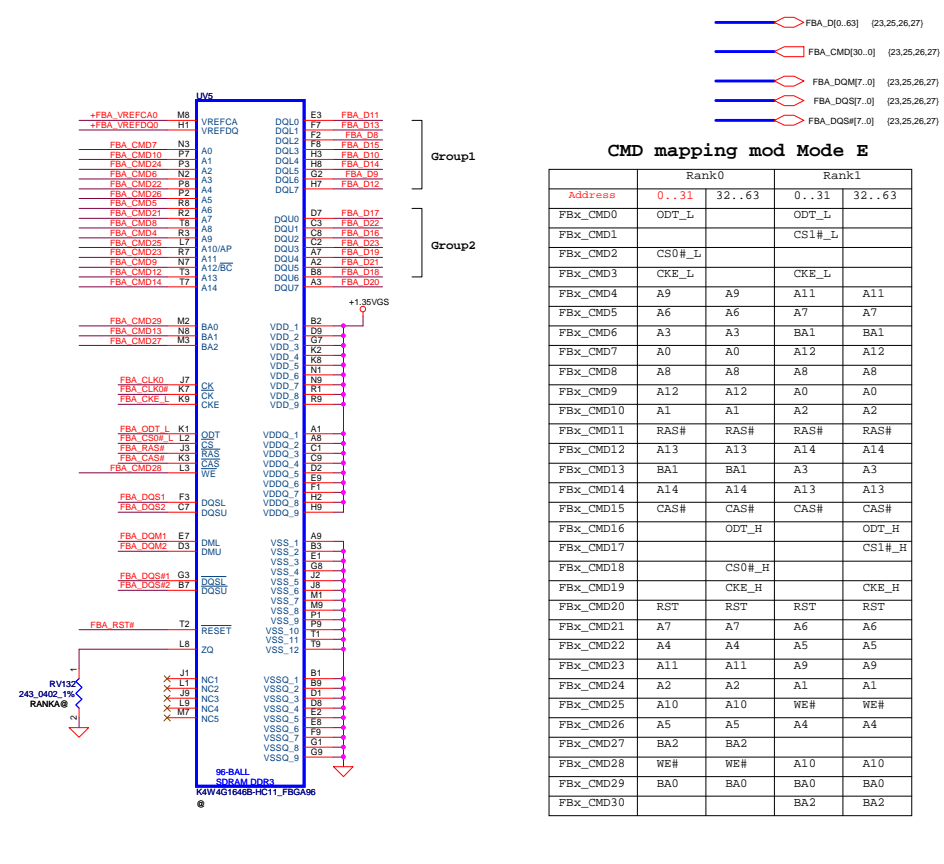 FBA_D[0..63] {23,25,26,27}
FBA_CMD[30..0] {23,25,26,27}
FBA_DQM[7..0] {23,25,26,27}
FBA_DQS[7..0] {23,25,26,27}
FBA_DQS#[7..0] {23,25,26,27}
UV5
+FBA_VREFCA0 M8 VREFCA DQL0 E3 FBA_D11
+FBA_VREFDQ0 H1 VREFDQ DQL1 F7 FBA_D13
DQL2 F2 FBA_D8
FBA_CMD7 N3 A0 DQL3 F8 FBA_D15
FBA_CMD10 P7 A1 DQL4 H3 FBA_D10
FBA_CMD24 P3 A2 DQL5 H8 FBA_D14
FBA_CMD6 N2 A3 DQL6 G2 FBA_D9
FBA_CMD22 P8 A4 DQL7 H7 FBA_D12
Group1
FBA_CMD26 P2 A5
FBA_CMD5 R8 A6
FBA_CMD21 R2 A7 DQU0 D7 FBA_D17
FBA_CMD8 T8 A8 DQU1 C3 FBA_D22
FBA_CMD4 R3 A9 DQU2 C8 FBA_D16
FBA_CMD25 L7 A10/AP DQU3 C2 FBA_D23
FBA_CMD23 R7 A11 DQU4 A7 FBA_D19
FBA_CMD9 N7 A12/BC DQU5 A2 FBA_D21
FBA_CMD12 T3 A13 DQU6 B8 FBA_D18
FBA_CMD14 T7 A14 DQU7 A3 FBA_D20
Group2
+1.35VGS
FBA_CMD29 M2 BA0 VDD_1 B2
FBA_CMD13 N8 BA1 VDD_2 D9
FBA_CMD27 M3 BA2 VDD_3 G7
VDD_4 K2
VDD_5 K8
VDD_6 N1
FBA_CLK0 J7 CK VDD_7 N9
FBA_CLK0# K7 CK VDD_8 R1
FBA_CKE_L K9 CKE VDD_9 R9
FBA_ODT_L K1 ODT VDDQ_1 A1
FBA_CS0#_L L2 CS VDDQ_2 A8
FBA_RAS# J3 RAS VDDQ_3 C1
FBA_CAS# K3 CAS VDDQ_4 C9
FBA_CMD28 L3 WE VDDQ_5 D2
VDDQ_6 E9
VDDQ_7 F1
FBA_DQS1 F3 DQSL VDDQ_8 H2
FBA_DQS2 C7 DQSU VDDQ_9 H9
FBA_DQM1 E7 DML VSS_1 A9
FBA_DQM2 D3 DMU VSS_2 B3
VSS_3 E1
VSS_4 G8
FBA_DQS#1 G3 DQSL VSS_5 J2
FBA_DQS#2 B7 DQSU VSS_6 J8
VSS_7 M1
VSS_8 M9
VSS_9 P1
FBA_RST# T2 RESET VSS_10 P9
VSS_11 T1
L8 ZQ VSS_12 T9
J1 NC1 VSSQ_1 B1
L1 NC2 VSSQ_2 B9
J9 NC3 VSSQ_3 D1
L9 NC4 VSSQ_4 D8
M7 NC5 VSSQ_5 E2
VSSQ_6 E8
VSSQ_7 F9
VSSQ_8 G1
VSSQ_9 G9
1
RV132
243_0402_1%
RANKA@
2
96-BALL
SDRAM DDR3
K4W4G1646B-HC11_FBGA96
@
CMD mapping mod Mode E
Rank0 Rank1
Address 0..31 32..63 0..31 32..63
FBx_CMD0 ODT_L ODT_L
FBx_CMD1 CS1#_L
FBx_CMD2 CS0#_L
FBx_CMD3 CKE_L CKE_L
FBx_CMD4 A9 A9 A11 A11
FBx_CMD5 A6 A6 A7 A7
FBx_CMD6 A3 A3 BA1 BA1
FBx_CMD7 A0 A0 A12 A12
FBx_CMD8 A8 A8 A8 A8
FBx_CMD9 A12 A12 A0 A0
FBx_CMD10 A1 A1 A2 A2
FBx_CMD11 RAS# RAS# RAS# RAS#
FBx_CMD12 A13 A13 A14 A14
FBx_CMD13 BA1 BA1 A3 A3
FBx_CMD14 A14 A14 A13 A13
FBx_CMD15 CAS# CAS# CAS# CAS#
FBx_CMD16 ODT_H ODT_H
FBx_CMD17 CS1#_H
FBx_CMD18 CS0#_H
FBx_CMD19 CKE_H CKE_H
FBx_CMD20 RST RST RST RST
FBx_CMD21 A7 A7 A6 A6
FBx_CMD22 A4 A4 A5 A5
FBx_CMD23 A11 A11 A9 A9
FBx_CMD24 A2 A2 A1 A1
FBx_CMD25 A10 A10 WE# WE#
FBx_CMD26 A5 A5 A4 A4
FBx_CMD27 BA2 BA2
FBx_CMD28 WE# WE# A10 A10
FBx_CMD29 BA0 BA0 BA0 BA0
FBx_CMD30 BA2 BA2